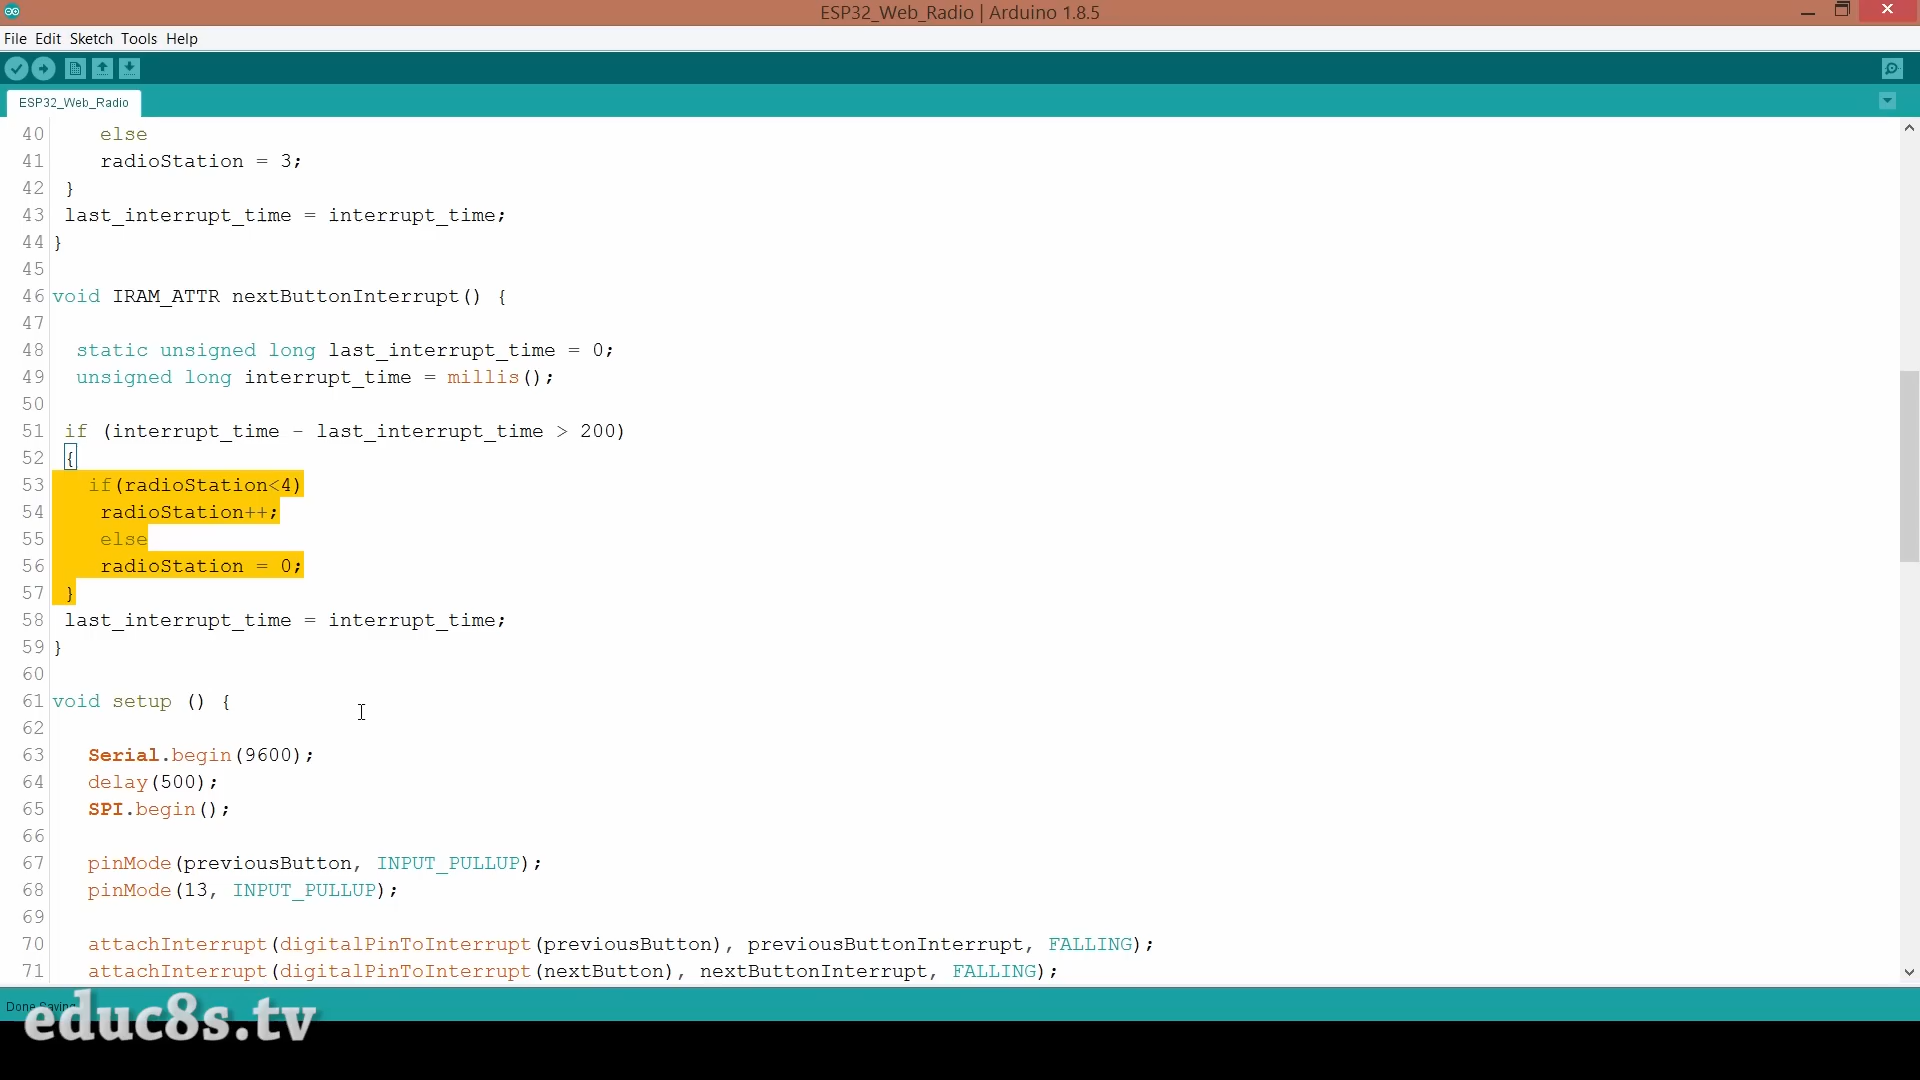 ESP32_Web_Radio | Arduino 1.8.5
File Edit Sketch Tools Help
ESP32_Web_Radio
40 else
41 radioStation = 3;
42 }
43 last_interrupt_time = interrupt_time;
44 }
45
46 void IRAM_ATTR nextButtonInterrupt() {
47
48 static unsigned long last_interrupt_time = 0;
49 unsigned long interrupt_time = millis();
50
51 if (interrupt_time - last_interrupt_time > 200)
52 {
53 if(radioStation<4)
54 radioStation++;
55 else
56 radioStation = 0;
57 }
58 last_interrupt_time = interrupt_time;
59 }
60
61 void setup () {
62
63 Serial.begin(9600);
64 delay(500);
65 SPI.begin();
66
67 pinMode(previousButton, INPUT_PULLUP);
68 pinMode(13, INPUT_PULLUP);
69
70 attachInterrupt(digitalPinToInterrupt(previousButton), previousButtonInterrupt, FALLING);
71 attachInterrupt(digitalPinToInterrupt(nextButton), nextButtonInterrupt, FALLING);
Done Saving
educ8s.tv